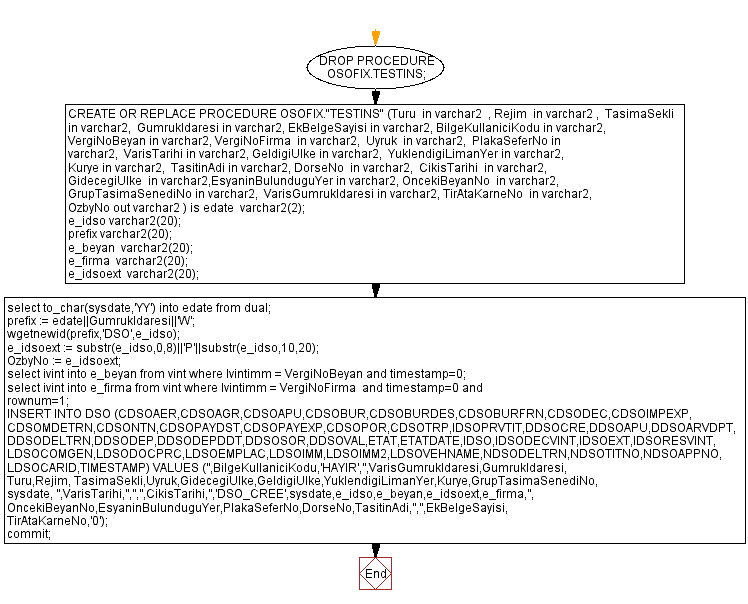 DROP PROCEDURE
OSOFIX.TESTINS;
CREATE OR REPLACE PROCEDURE OSOFIX."TESTINS" (Turu in varchar2 , Rejim in varchar2 , TasimaSekli
in varchar2, GumrukIdaresi in varchar2, EkBelgeSayisi in varchar2, BilgeKullaniciKodu in varchar2,
VergiNoBeyan in varchar2, VergiNoFirma in varchar2, Uyruk in varchar2, PlakaSeferNo in
varchar2, VarisTarihi in varchar2, GeldigiUlke in varchar2, YuklendigiLimanYer in varchar2,
Kurye in varchar2, TasitinAdi in varchar2, DorseNo in varchar2, CikisTarihi in varchar2,
GidecegiUlke in varchar2,EsyaninBulunduguYer in varchar2, OncekiBeyanNo in varchar2,
GrupTasimaSenediNo in varchar2, VarisGumrukIdaresi in varchar2, TirAtaKarneNo in varchar2,
OzbyNo out varchar2 ) is edate varchar2(2);
e_idso varchar2(20);
prefix varchar2(20);
e_beyan varchar2(20);
e_firma varchar2(20);
e_idsoext varchar2(20);
select to_char(sysdate,'YY') into edate from dual;
prefix := edate||GumrukIdaresi||'W';
wgetnewid(prefix,'DSO',e_idso);
e_idsoext := substr(e_idso,0,8)||'P'||substr(e_idso,10,20);
OzbyNo := e_idsoext;
select ivint into e_beyan from vint where lvintimm = VergiNoBeyan and timestamp=0;
select ivint into e_firma from vint where lvintimm = VergiNoFirma and timestamp=0 and
rownum=1;
INSERT INTO DSO (CDSOAER,CDSOAGR,CDSOAPU,CDSOBUR,CDSOBURDES,CDSOBURFRN,CDSODEC,CDSOIMPEXP,
CDSOMDETRN,CDSONTN,CDSOPAYDST,CDSOPAYEXP,CDSOPOR,CDSOTRP,IDSOPRVTIT,DDSOCRE,DDSOAPU,DDSOARVDPT,
DDSODELTRN,DDSODEP,DDSODEPDDT,DDSOSOR,DDSOVAL,ETAT,ETATDATE,IDSO,IDSODECVINT,IDSOEXT,IDSORESVINT,
LDSOCOMGEN,LDSODOCPRC,LDSOEMPLAC,LDSOIMM,LDSOIMM2,LDSOVEHNAME,NDSODELTRN,NDSOTITNO,NDSOAPPNO,
LDSOCARID,TIMESTAMP) VALUES ('',BilgeKullaniciKodu,'HAYIR','',VarisGumrukIdaresi,GumrukIdaresi,
Turu,Rejim, TasimaSekli,Uyruk,GidecegiUlke,GeldigiUlke,YuklendigiLimanYer,Kurye,GrupTasimaSenediNo,
sysdate, '',VarisTarihi,'','','',CikisTarihi,'','DSO_CREE',sysdate,e_idso,e_beyan,e_idsoext,e_firma,'',
OncekiBeyanNo,EsyaninBulunduguYer,PlakaSeferNo,DorseNo,TasitinAdi,'','',EkBelgeSayisi,
TirAtaKarneNo,'0');
commit;
End